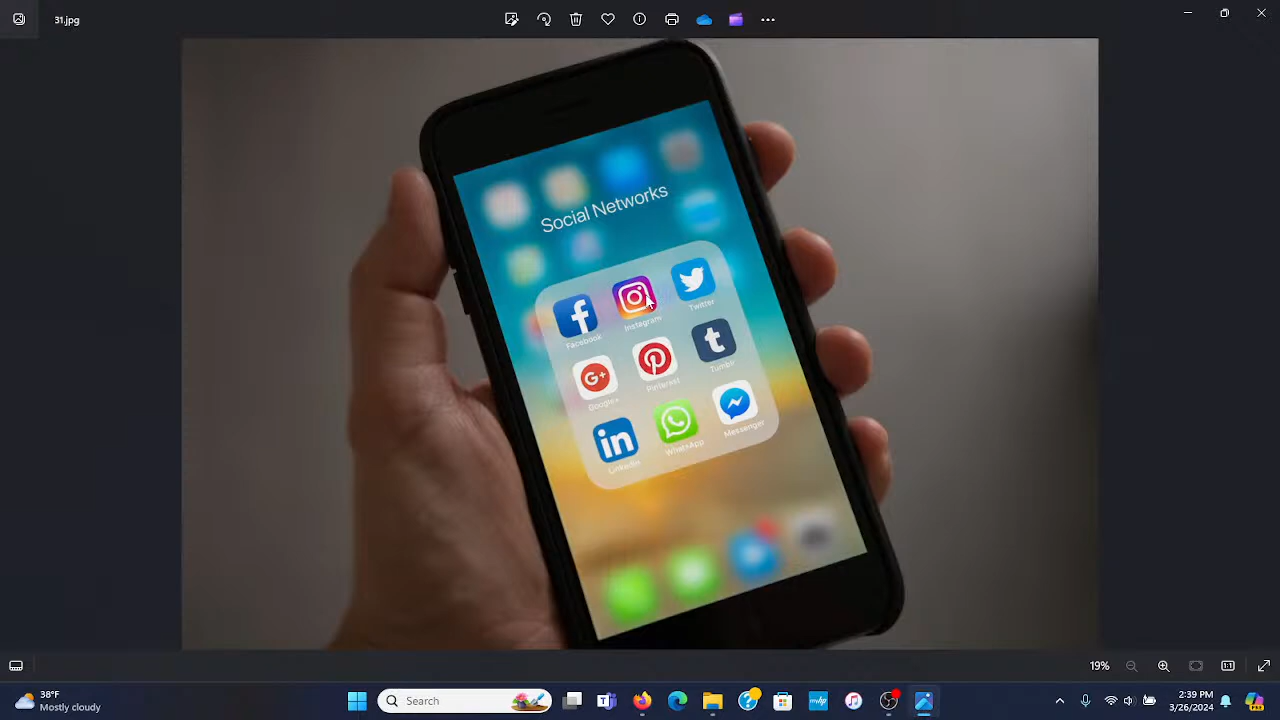 31.jpg
Social Networks
Facebook
Instagram
Twitter
Google+
Pinterest
Tumblr
LinkedIn
WhatsApp
Messenger
19%
38°F
Mostly cloudy
Search
2:39 PM
3/26/2024